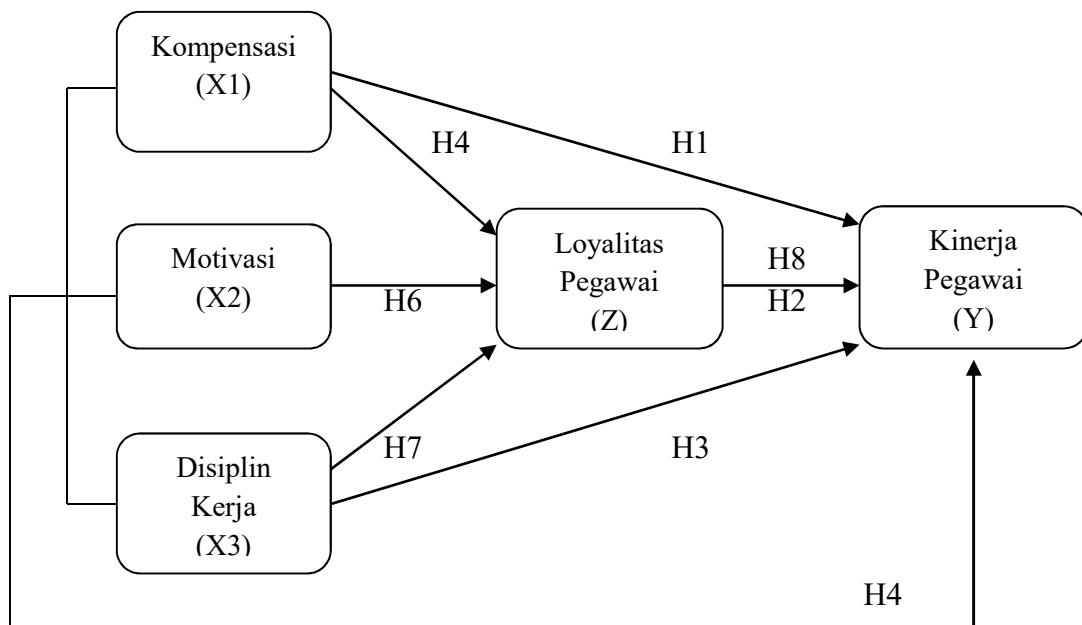 Kompensasi
(X1)
H4
H1
Motivasi
(X2)
H6
Loyalitas
Pegawai
(Z)
H8
H2
Kinerja
Pegawai
(Y)
Disiplin
Kerja
(X3)
H7
H3
H4